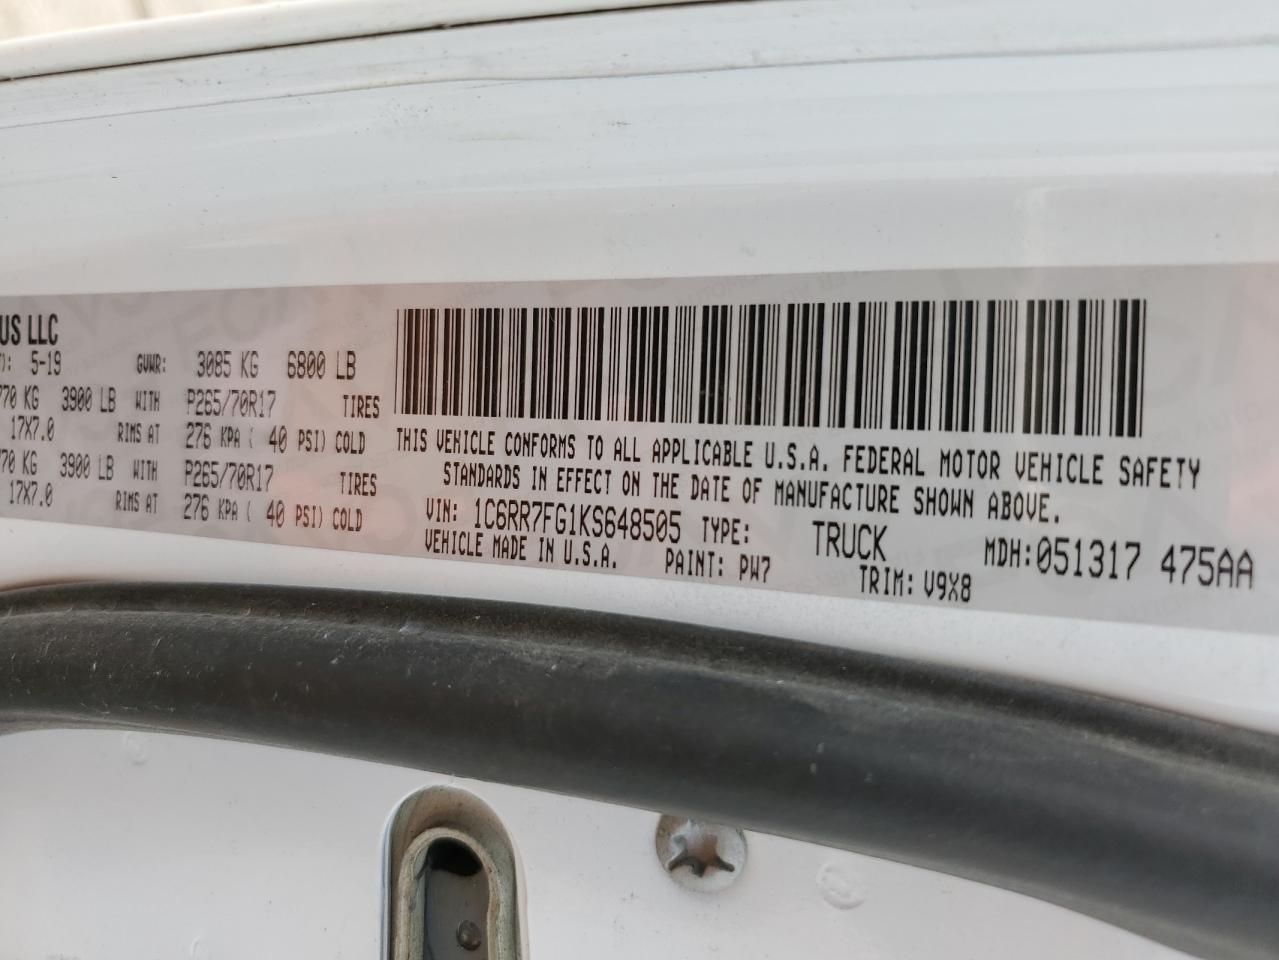 US LLC
5-19 GVWR: 3085 KG 6800 LB
KG 3900 LB WITH P265/70R17 TIRES
17X7.0 RIMS AT 276 KPA ( 40 PSI) COLD
KG 3900 LB WITH P265/70R17 TIRES
17X7.0 RIMS AT 276 KPA ( 40 PSI) COLD
THIS VEHICLE CONFORMS TO ALL APPLICABLE U.S.A. FEDERAL MOTOR VEHICLE SAFETY
STANDARDS IN EFFECT ON THE DATE OF MANUFACTURE SHOWN ABOVE.
VIN: 1C6RR7FG1KS648505 TYPE: TRUCK MDH:051317 475AA
VEHICLE MADE IN U.S.A. PAINT: PW7 TRIM: V9X8